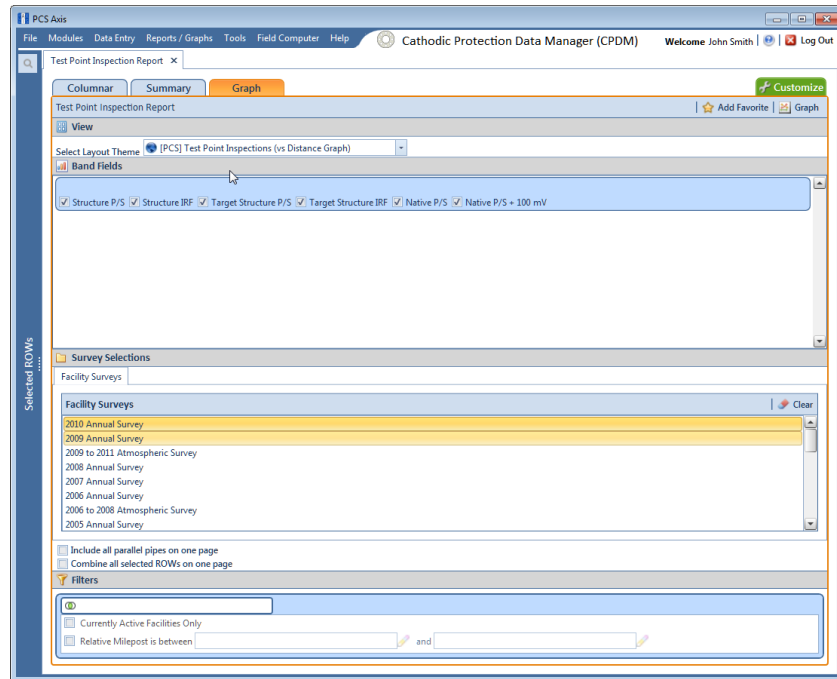 PCS Axis
File Modules Data Entry Reports / Graphs Tools Field Computer Help Cathodic Protection Data Manager (CPDM) Welcome John Smith Log Out
Test Point Inspection Report
Columnar Summary Graph Customize
Test Point Inspection Report Add Favorite Graph
View
Select Layout Theme [PCS] Test Point Inspections (vs Distance Graph)
Band Fields
Structure P/S Structure IRF Target Structure P/S Target Structure IRF Native P/S Native P/S + 100 mV
Selected ROWs
Survey Selections
Facility Surveys
Facility Surveys Clear
2010 Annual Survey
2009 Annual Survey
2009 to 2011 Atmospheric Survey
2008 Annual Survey
2007 Annual Survey
2006 Annual Survey
2006 to 2008 Atmospheric Survey
2005 Annual Survey
Include all parallel pipes on one page
Combine all selected ROWs on one page
Filters
Currently Active Facilities Only
Relative Milepost is between and